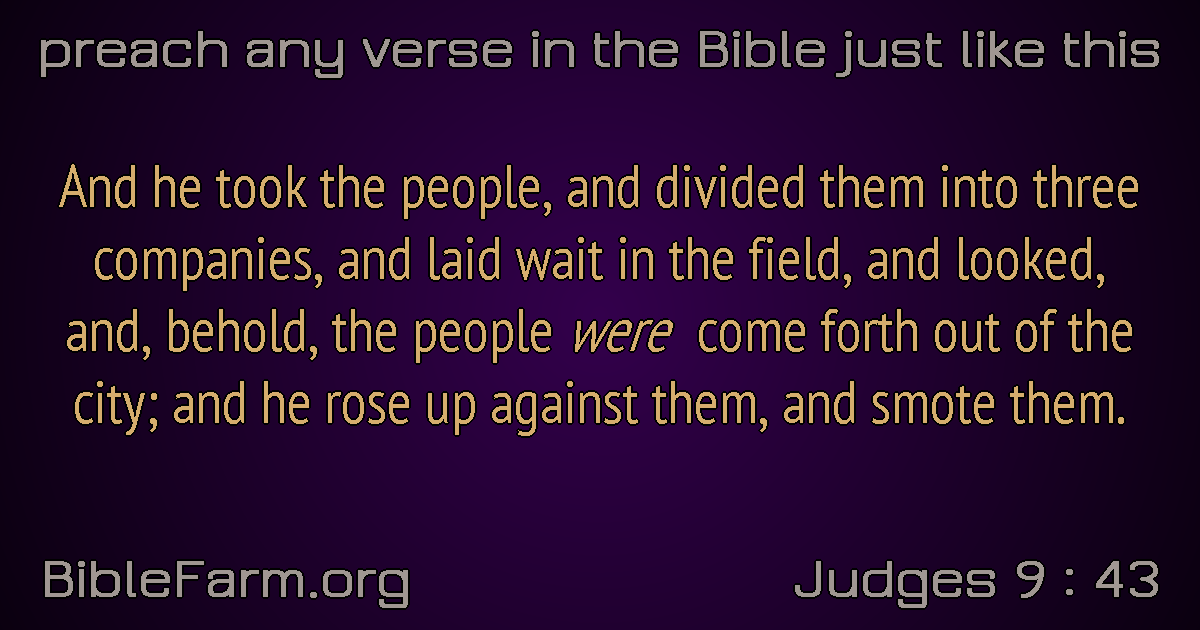 preach any verse in the Bible just like this
And he took the people, and divided them into three
companies, and laid wait in the field, and looked,
and, behold, the people were come forth out of the
city; and he rose up against them, and smote them.
BibleFarm.org
Judges 9 : 43